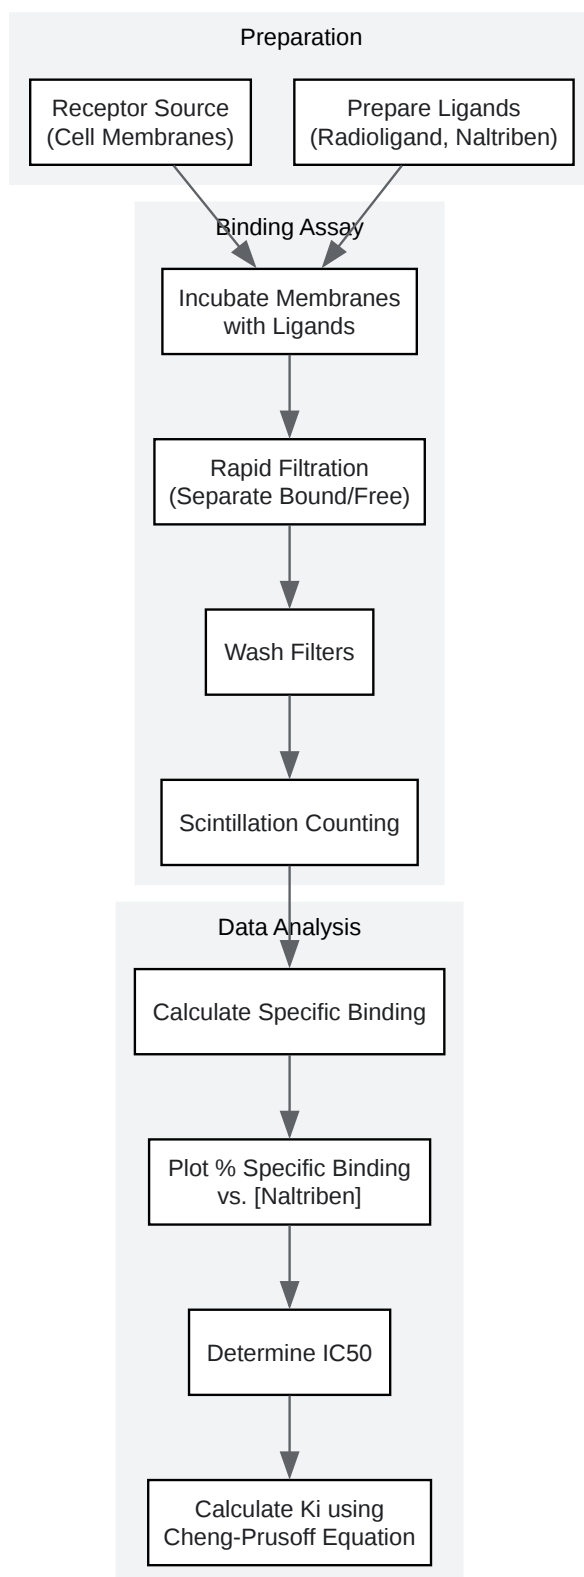 Preparation
Receptor Source
(Cell Membranes)
Prepare Ligands
(Radioligand, Naltriben)
Binding Assay
Incubate Membranes
with Ligands
Rapid Filtration
(Separate Bound/Free)
Wash Filters
Scintillation Counting
Data Analysis
Calculate Specific Binding
Plot % Specific Binding
vs. [Naltriben]
Determine IC50
Calculate Ki using
Cheng-Prusoff Equation